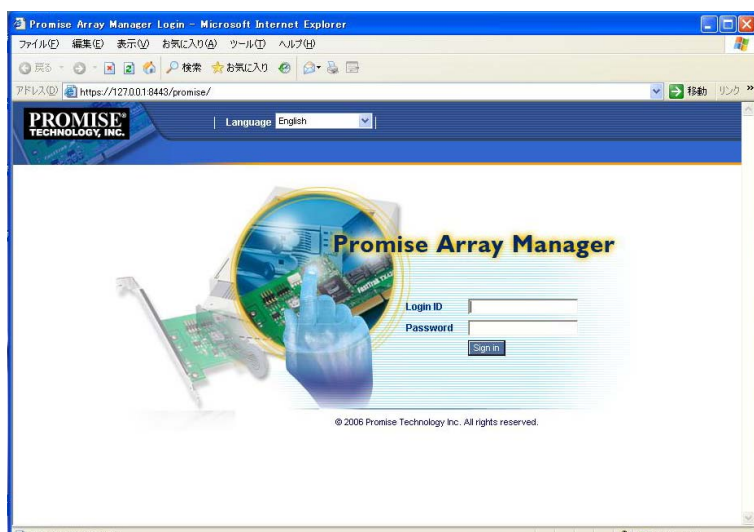 Promise Array Manager Login - Microsoft Internet Explorer
ファイル(F) 編集(E) 表示(V) お気に入り(A) ツール(T) ヘルプ(H)
戻る 検索 お気に入り
アドレス(D) https://127.0.0.1:8443/promise/ 移動 リンク »
PROMISE®
TECHNOLOGY, INC.
| Language English |
Promise Array Manager
Login ID
Password
Sign in
© 2006 Promise Technology Inc. All rights reserved.